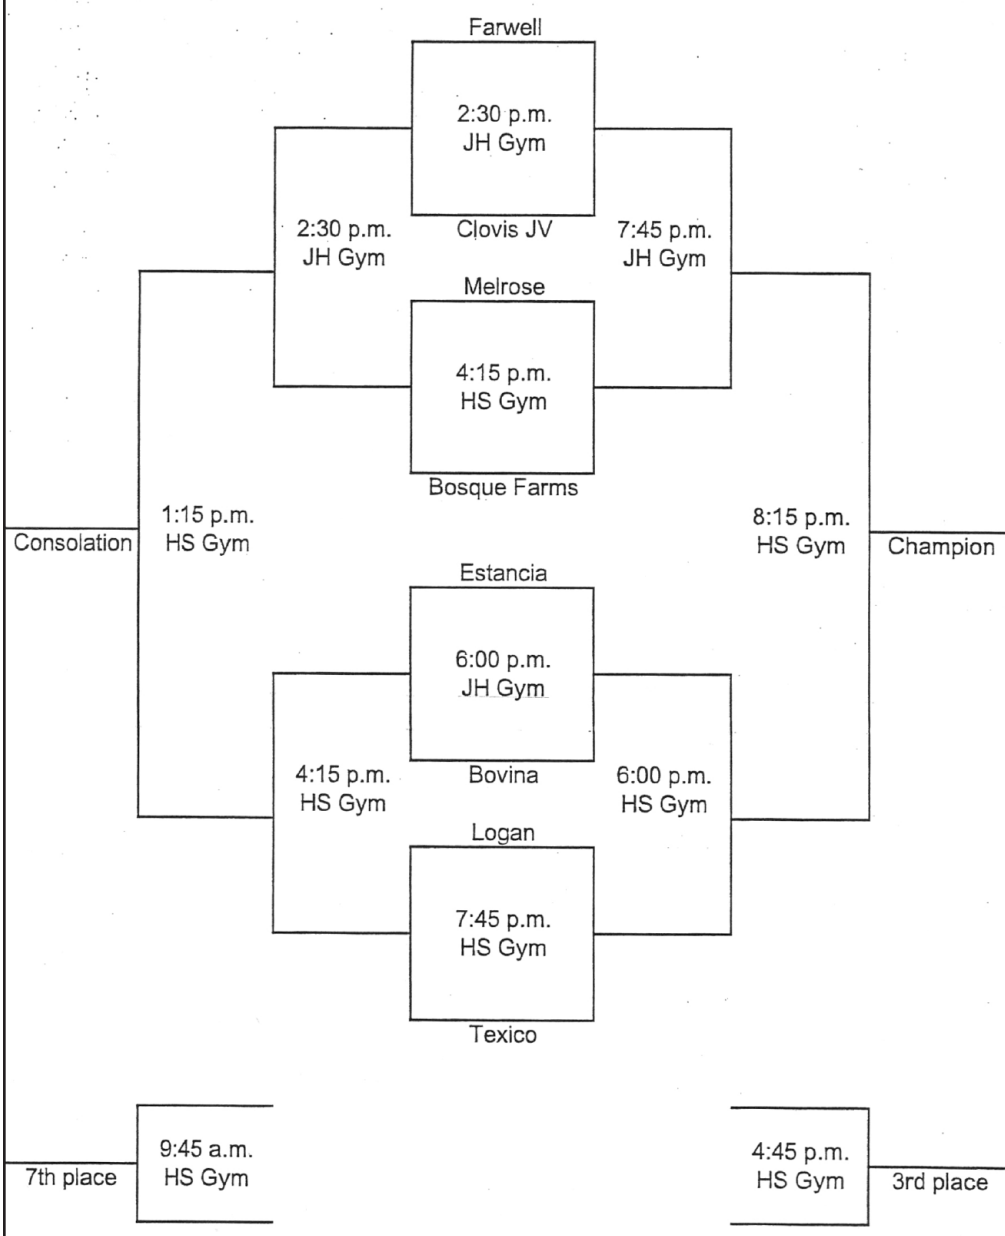 Farwell
2:30 p.m.
JH Gym
Clovis JV
2:30 p.m.
JH Gym
7:45 p.m.
JH Gym
Melrose
4:15 p.m.
HS Gym
Bosque Farms
1:15 p.m.
HS Gym
Consolation
8:15 p.m.
HS Gym
Champion
Estancia
6:00 p.m.
JH Gym
Bovina
4:15 p.m.
HS Gym
6:00 p.m.
HS Gym
Logan
7:45 p.m.
HS Gym
Texico
9:45 a.m.
HS Gym
7th place
4:45 p.m.
HS Gym
3rd place